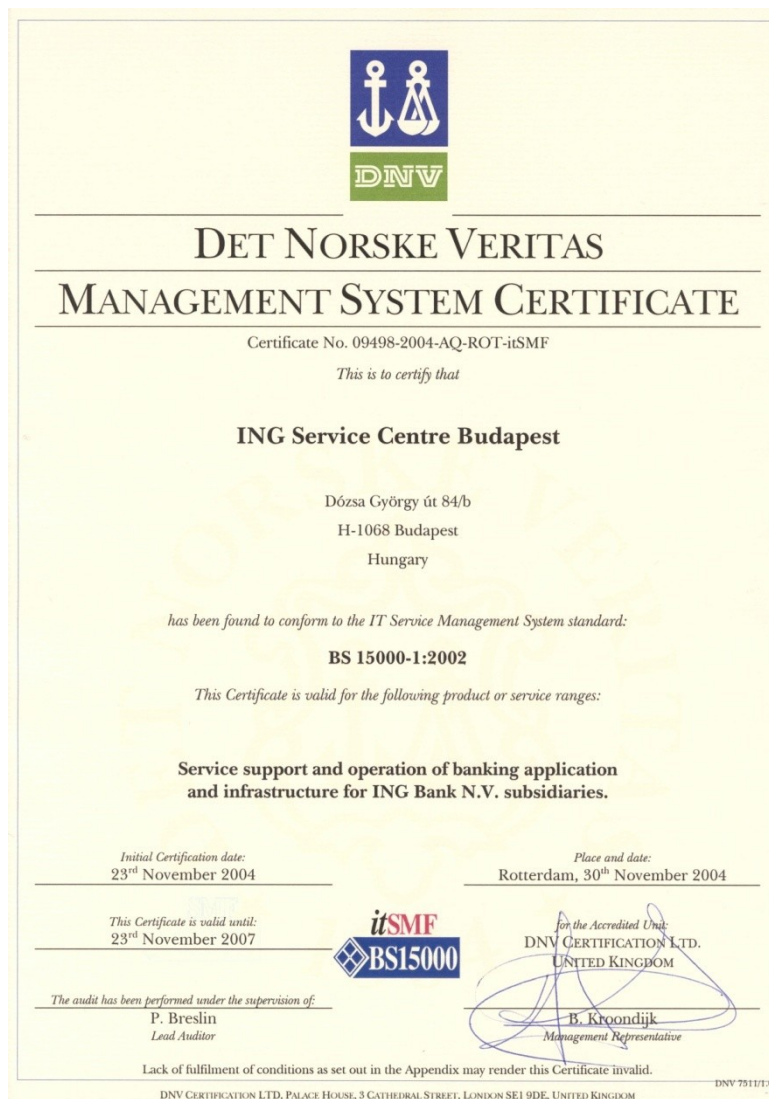 DNV
DET NORSKE VERITAS
MANAGEMENT SYSTEM CERTIFICATE
Certificate No. 09498-2004-AQ-ROT-itSMF
This is to certify that
ING Service Centre Budapest
Dózsa György út 84/b
H-1068 Budapest
Hungary
has been found to conform to the IT Service Management System standard:
BS 15000-1:2002
This Certificate is valid for the following product or service ranges:
Service support and operation of banking application
and infrastructure for ING Bank N.V. subsidiaries.
Initial Certification date:
23rd November 2004
Place and date:
Rotterdam, 30th November 2004
This Certificate is valid until:
23rd November 2007
itSMF
BS15000
for the Accredited Unit:
DNV CERTIFICATION LTD.
UNITED KINGDOM
The audit has been performed under the supervision of:
P. Breslin
Lead Auditor
B. Kroondijk
Management Representative
Lack of fulfilment of conditions as set out in the Appendix may render this Certificate invalid.
DNV CERTIFICATION LTD, PALACE HOUSE, 3 CATHEDRAL STREET, LONDON SE1 9DE, UNITED KINGDOM